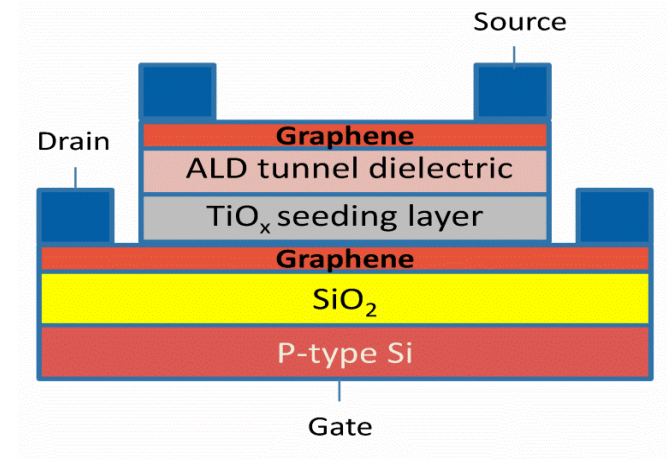 Source
Drain
Graphene
ALD tunnel dielectric
TiOₓ seeding layer
Graphene
SiO₂
P-type Si
Gate